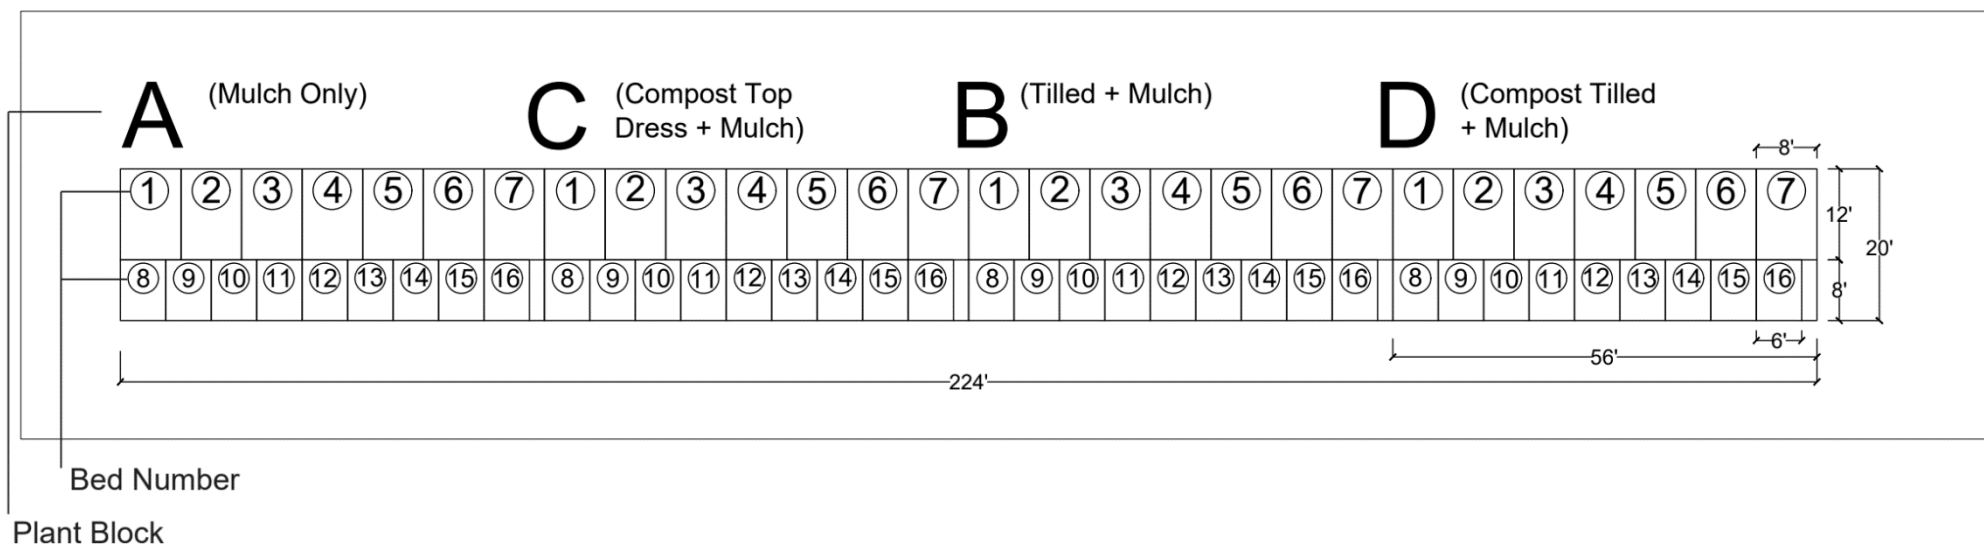 A (Mulch Only) C (Compost Top Dress + Mulch) B (Tilled + Mulch) D (Compost Tilled + Mulch)
8'
1 2 3 4 5 6 7 1 2 3 4 5 6 7 1 2 3 4 5 6 7 1 2 3 4 5 6 7
12'
20'
8 9 10 11 12 13 14 15 16 8 9 10 11 12 13 14 15 16 8 9 10 11 12 13 14 15 16 8 9 10 11 12 13 14 15 16
8'
6'
56'
224'
Bed Number
Plant Block